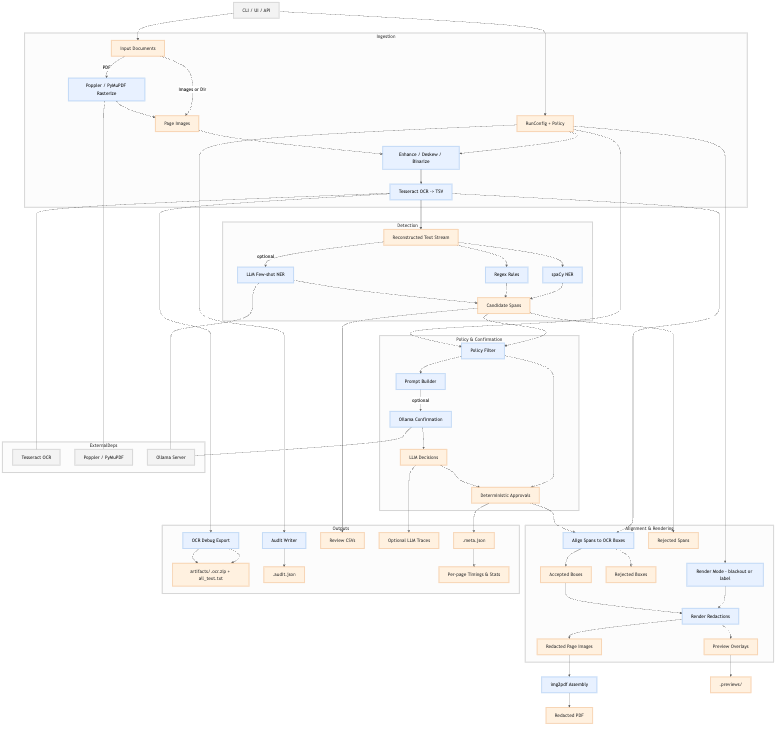 CLI / UI / API
Ingestion
Input Documents
PDF
Images or DIr
Poppler / PyMuPDF
Rasterize
Page Images
RunConfig + Policy
Enhance / Deskew /
Binarize
Tesseract OCR -> TSV
Detection
Reconstructed Text Stream
optional
LLM Few-shot NER
Regex Rules
spaCy NER
Candidate Spans
Policy & Confirmation
Policy Filter
Prompt Builder
optional
Ollama Confirmation
ExternalDeps
Tesseract OCR
Poppler / PyMuPDF
Ollama Server
LLM Decisions
Deterministic Approvals
Outputs
OCR Debug Export
Audit Writer
Review CSVs
Optional LLM Traces
.meta.json
artifacts/.ocr.zip +
all_text.txt
.audit.json
Per-page Timings & Stats
Alignment & Rendering
Align Spans to OCR Boxes
Rejected Spans
Accepted Boxes
Rejected Boxes
Render Mode - blackout or
label
Render Redactions
Redacted Page Images
Preview Overlays
img2pdf Assembly
.previews/
Redacted PDF